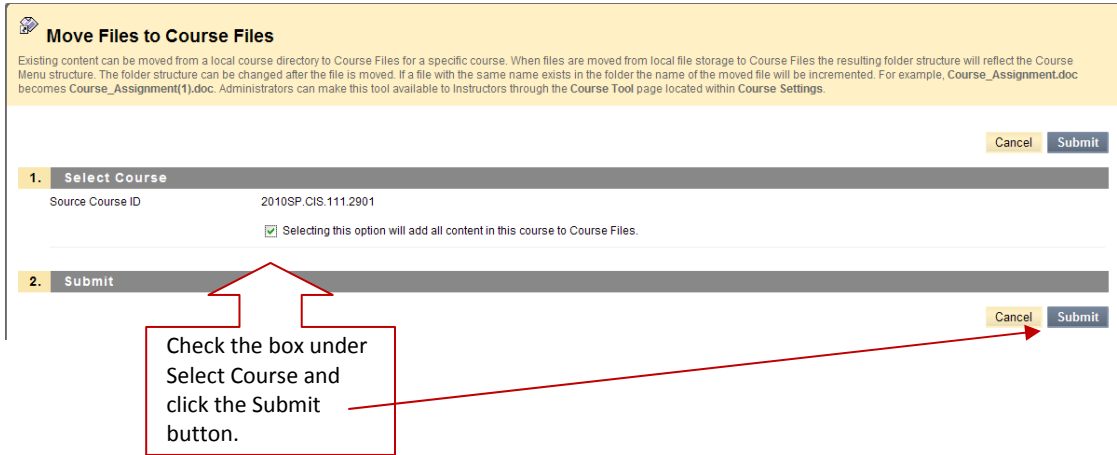 Move Files to Course Files
Existing content can be moved from a local course directory to Course Files for a specific course. When files are moved from local file storage to Course Files the resulting folder structure will reflect the Course
Menu structure. The folder structure can be changed after the file is moved. If a file with the same name exists in the folder the name of the moved file will be incremented. For example, Course_Assignment.doc
becomes Course_Assignment(1).doc. Administrators can make this tool available to Instructors through the Course Tool page located within Course Settings.
Cancel Submit
1. Select Course
Source Course ID 2010SP.CIS.111.2901
Selecting this option will add all content in this course to Course Files.
2. Submit
Cancel Submit
Check the box under
Select Course and
click the Submit
button.